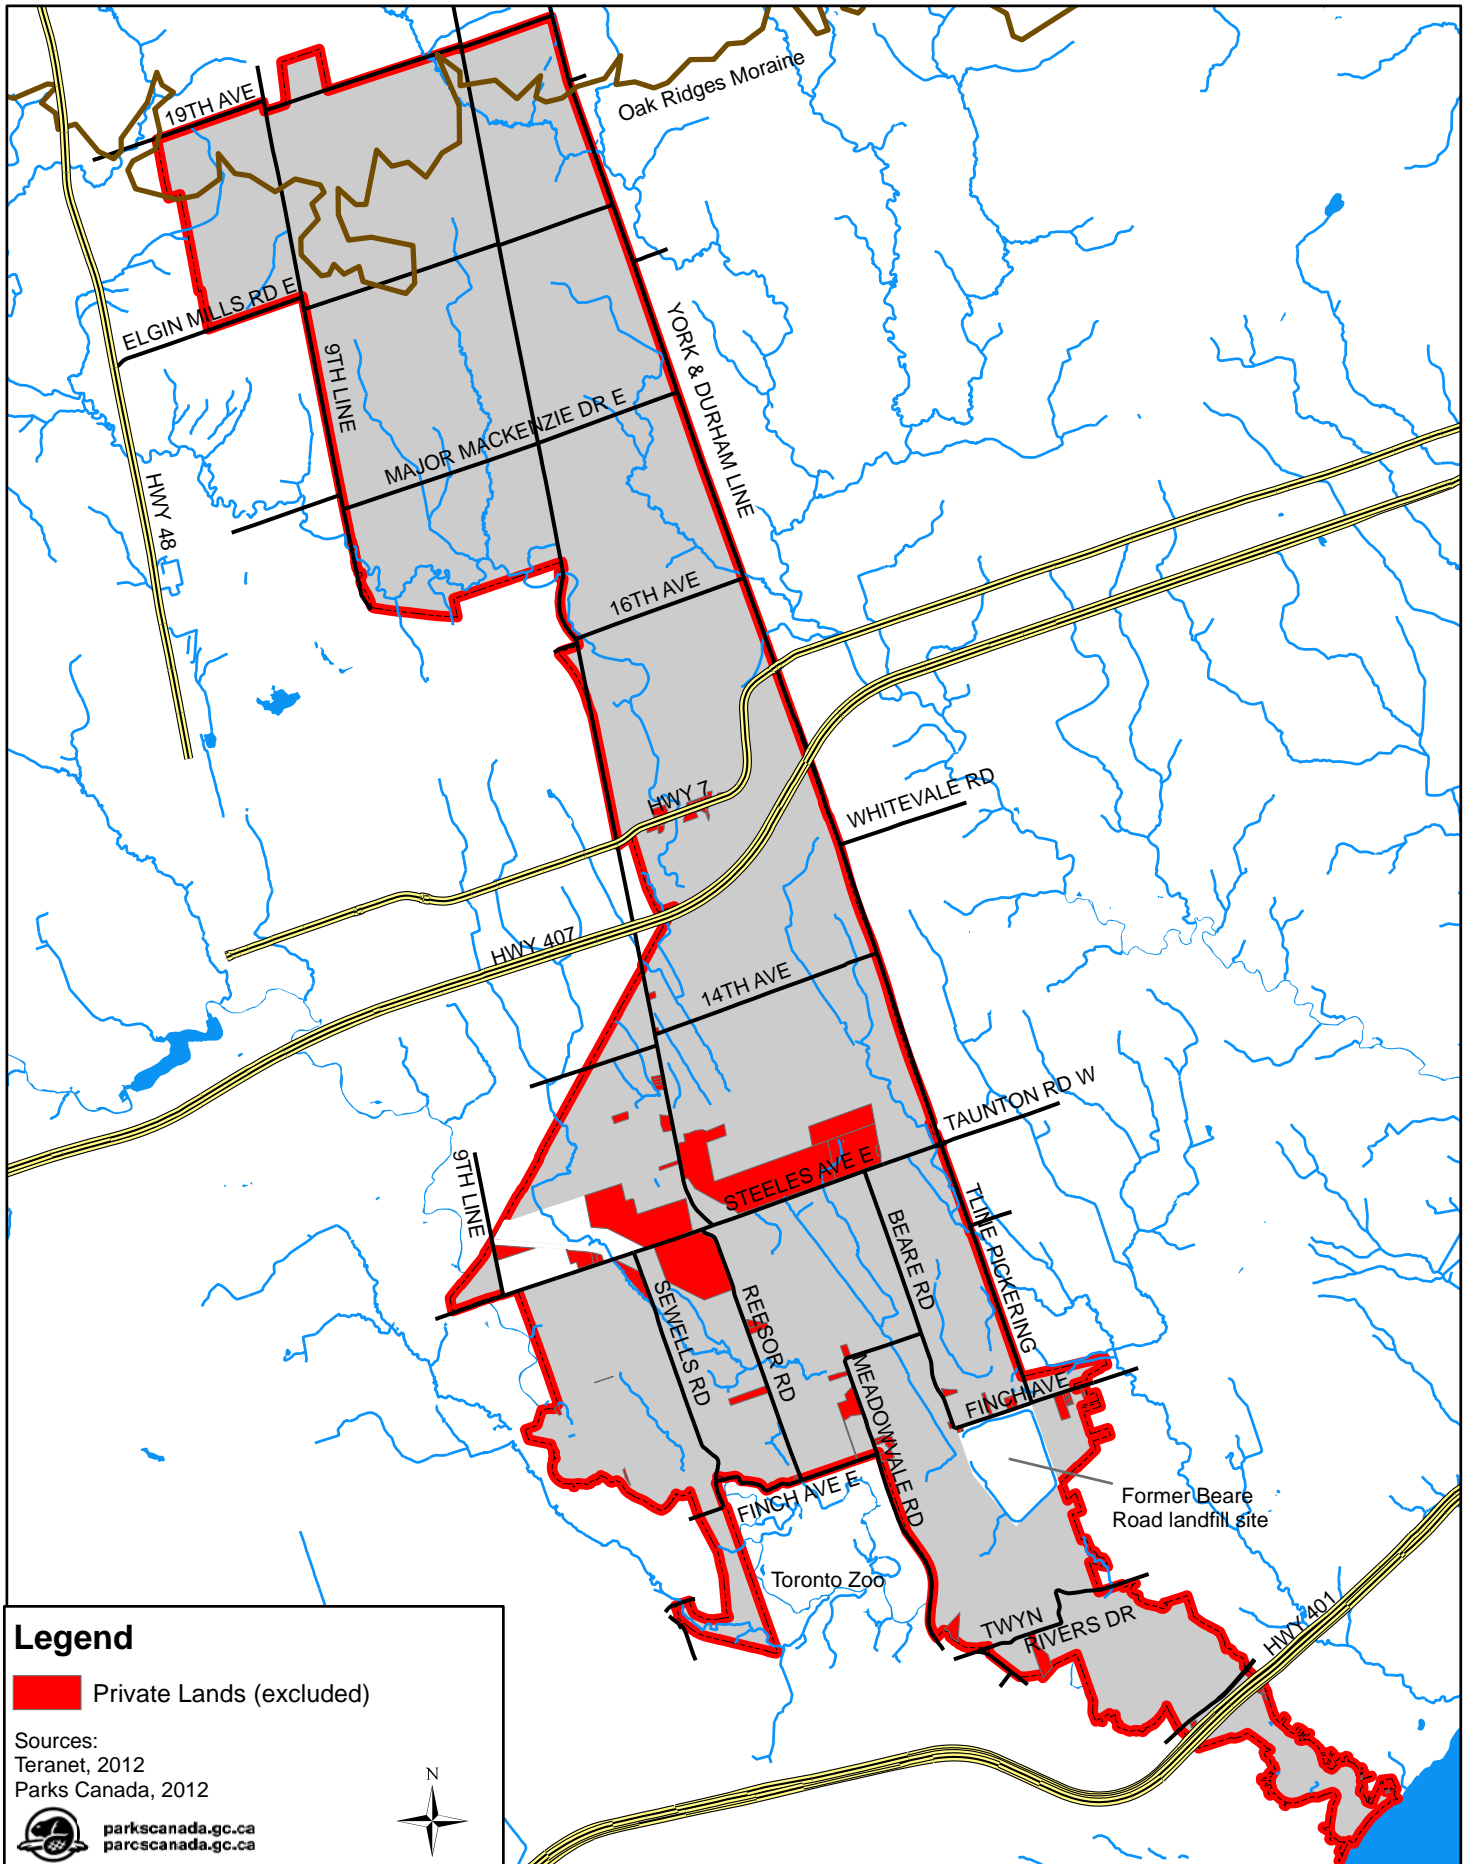 Oak Ridges Moraine
19TH AVE
ELGIN MILLS RD E
9TH LINE
YORK & DURHAM LINE
MAJOR MACKENZIE DR E
HWY 48
16TH AVE
HWY 7
WHITEVALE RD
HWY 407
14TH AVE
TAUNTON RD W
9TH LINE
STEELES AVE E
BEARE RD
TLINE PICKERING
SEWELLS RD
REESOR RD
MEADOWVALE RD
FINCH AVE
FINCH AVE E
Former Beare
Road landfill site
Toronto Zoo
TWYN
RIVERS DR
HWY 401
Legend
Private Lands (excluded)
Sources:
Teranet, 2012
Parks Canada, 2012
N
parkscanada.gc.ca
parcscanada.gc.ca